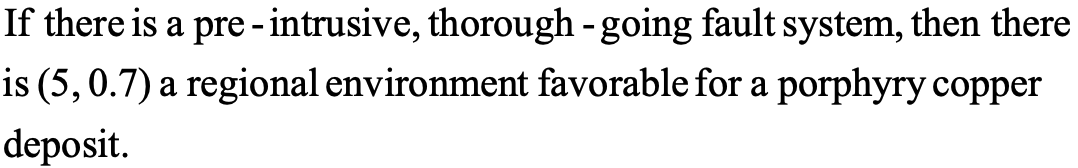 If there is a pre - intrusive, thorough - going fault system, then there
is (5, 0.7) a regional environment favorable for a porphyry copper
deposit.